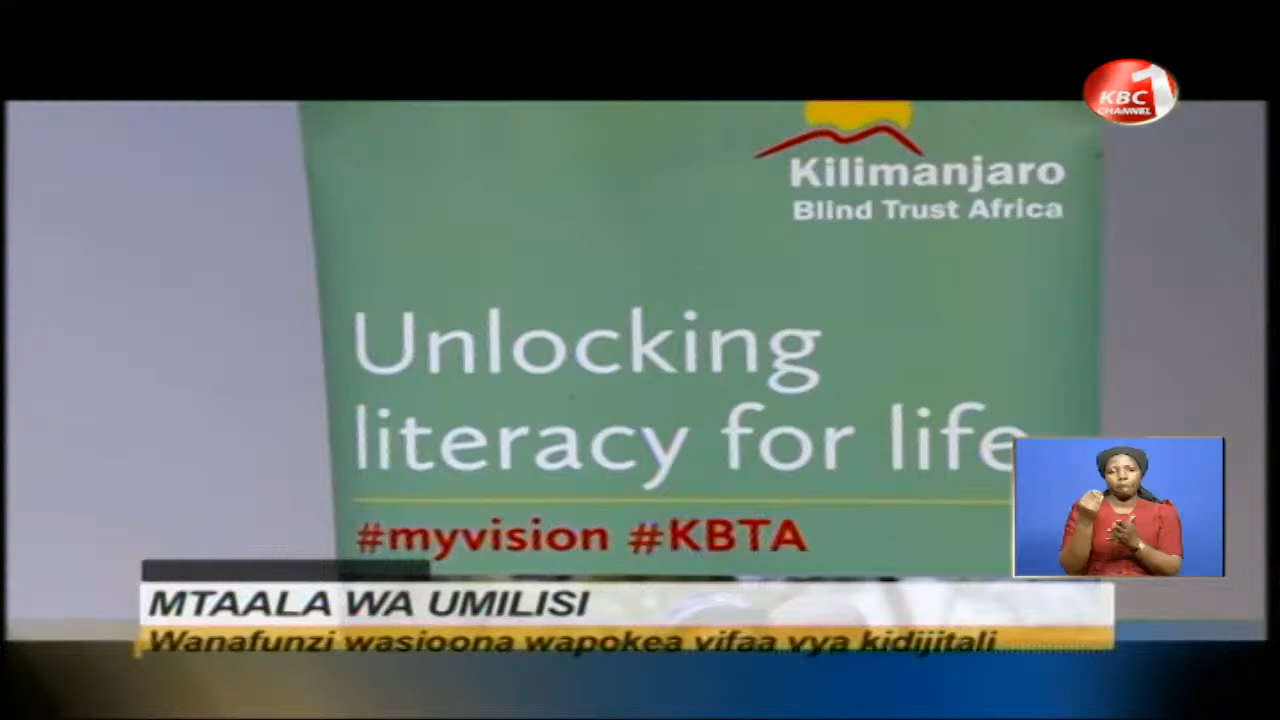 KBC 1
CHANNEL
Kilimanjaro
Blind Trust Africa
Unlocking
literacy for life
#myvision #KBTA
MTAALA WA UMILISI
Wanafunzi wasioona wapokea vifaa vya kidijitali